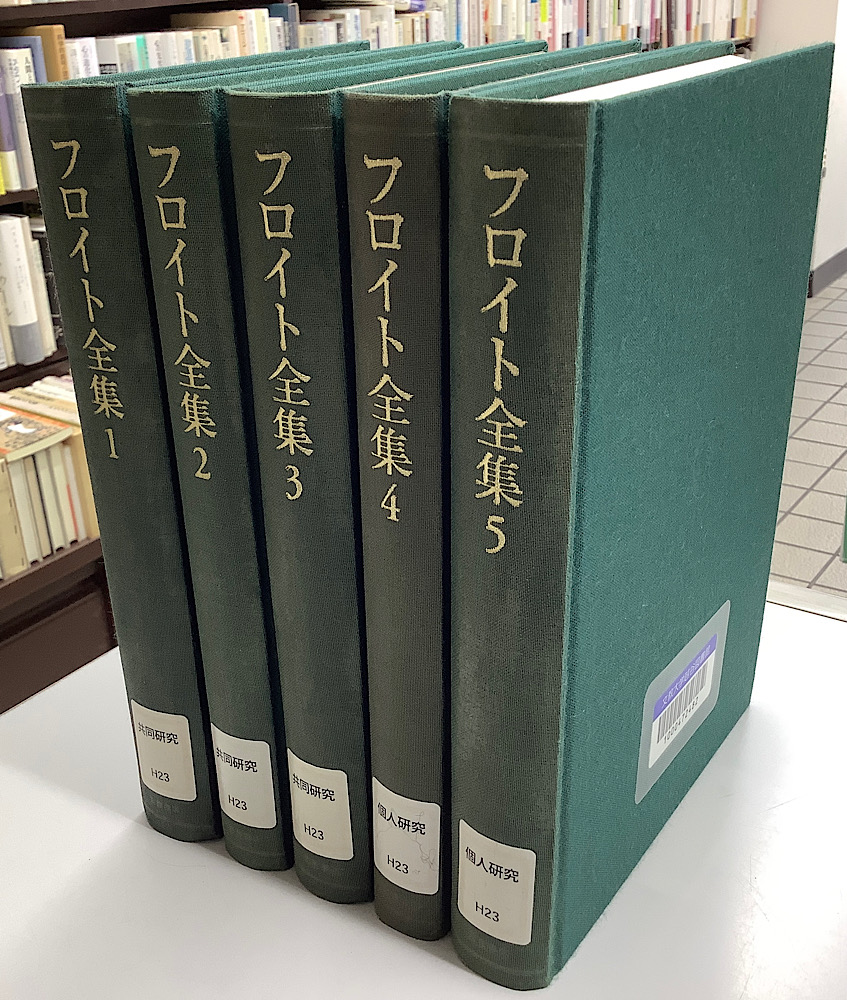 フロイト全集 1
共同研究
H23
フロイト全集 2
共同研究
H23
フロイト全集 3
共同研究
H23
フロイト全集 4
個人研究
H23
フロイト全集 5
個人研究
H23